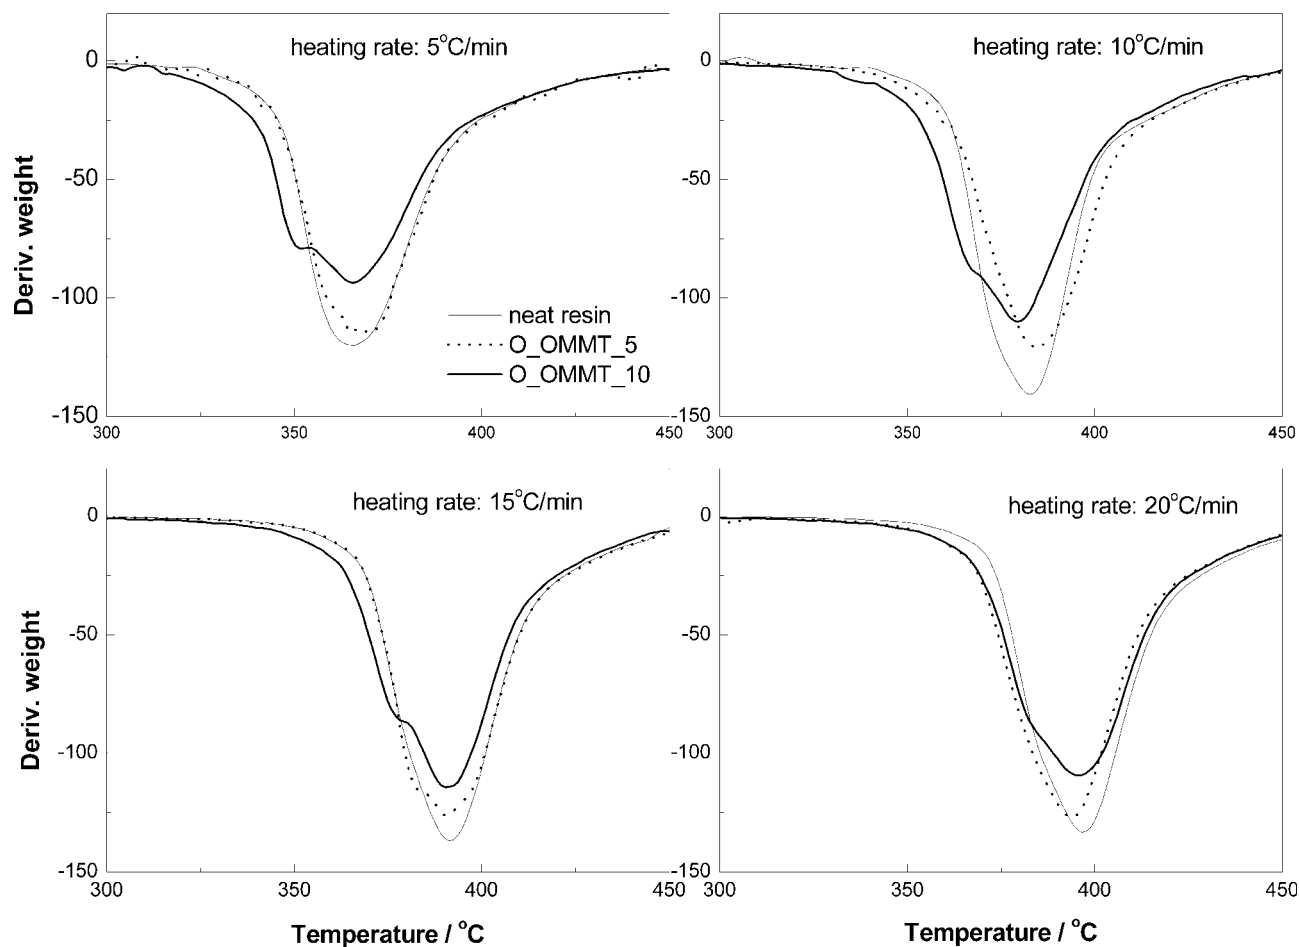 heating rate: 5°C/min
0
-50
-100
-150
Deriv. weight
neat resin
O_OMMT_5
O_OMMT_10
300 350 400 450
heating rate: 10°C/min
0
-50
-100
-150
300 350 400 450
heating rate: 15°C/min
0
-50
-100
-150
Deriv. weight
300 350 400 450
Temperature / °C
heating rate: 20°C/min
0
-50
-100
-150
300 350 400 450
Temperature / °C